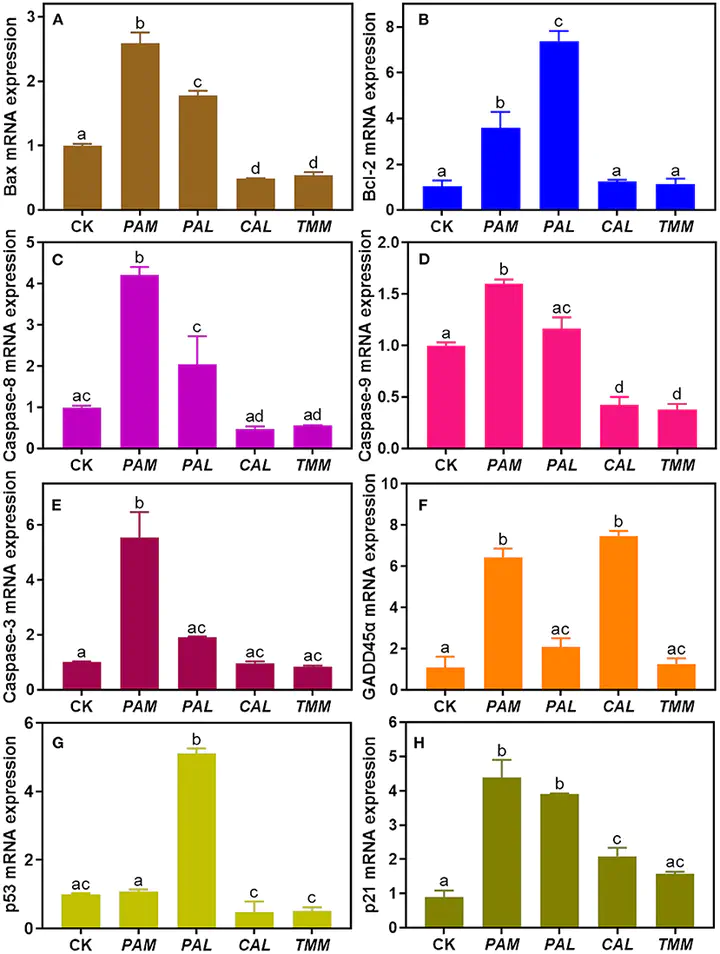 A
Bax mRNA expression
3
2
1
0
a
b
c
d
d
CK PAM PAL CAL TMM
B
Bcl-2 mRNA expression
8
6
4
2
0
a
b
c
a
a
CK PAM PAL CAL TMM
C
Caspase-8 mRNA expression
5
4
3
2
1
0
ac
b
c
ad
ad
CK PAM PAL CAL TMM
D
Caspase-9 mRNA expression
2.0
1.5
1.0
0.5
0.0
a
b
ac
d
d
CK PAM PAL CAL TMM
E
Caspase-3 mRNA expression
6
4
2
0
a
b
ac
ac
ac
CK PAM PAL CAL TMM
F
GADD45α mRNA expression
10
8
6
4
2
0
a
b
ac
b
ac
CK PAM PAL CAL TMM
G
p53 mRNA expression
6
4
2
0
ac
a
b
c
c
CK PAM PAL CAL TMM
H
p21 mRNA expression
6
5
4
3
2
1
0
a
b
b
c
ac
CK PAM PAL CAL TMM